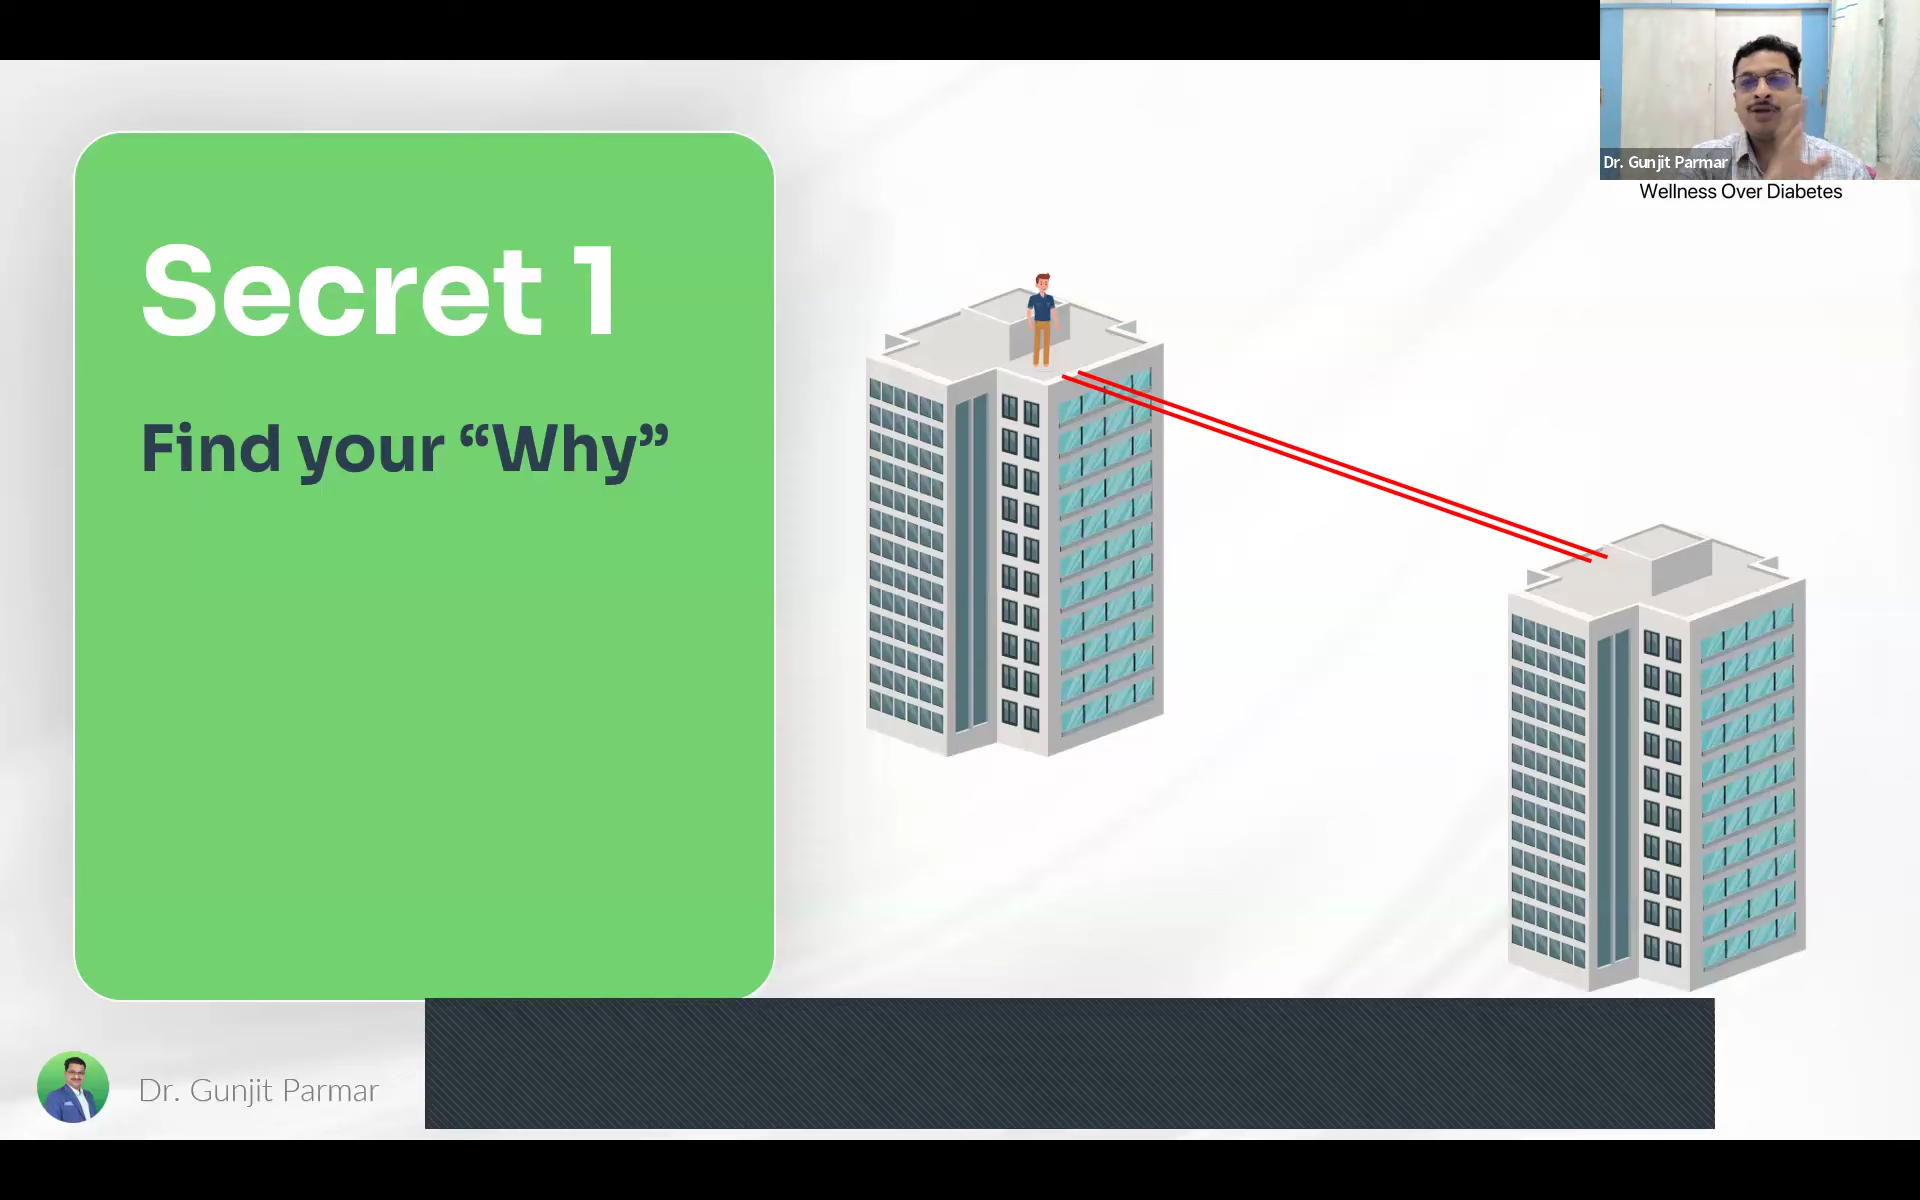 Secret 1
Find your “Why”
Dr. Gunjit Parmar
Wellness Over Diabetes
Dr. Gunjit Parmar